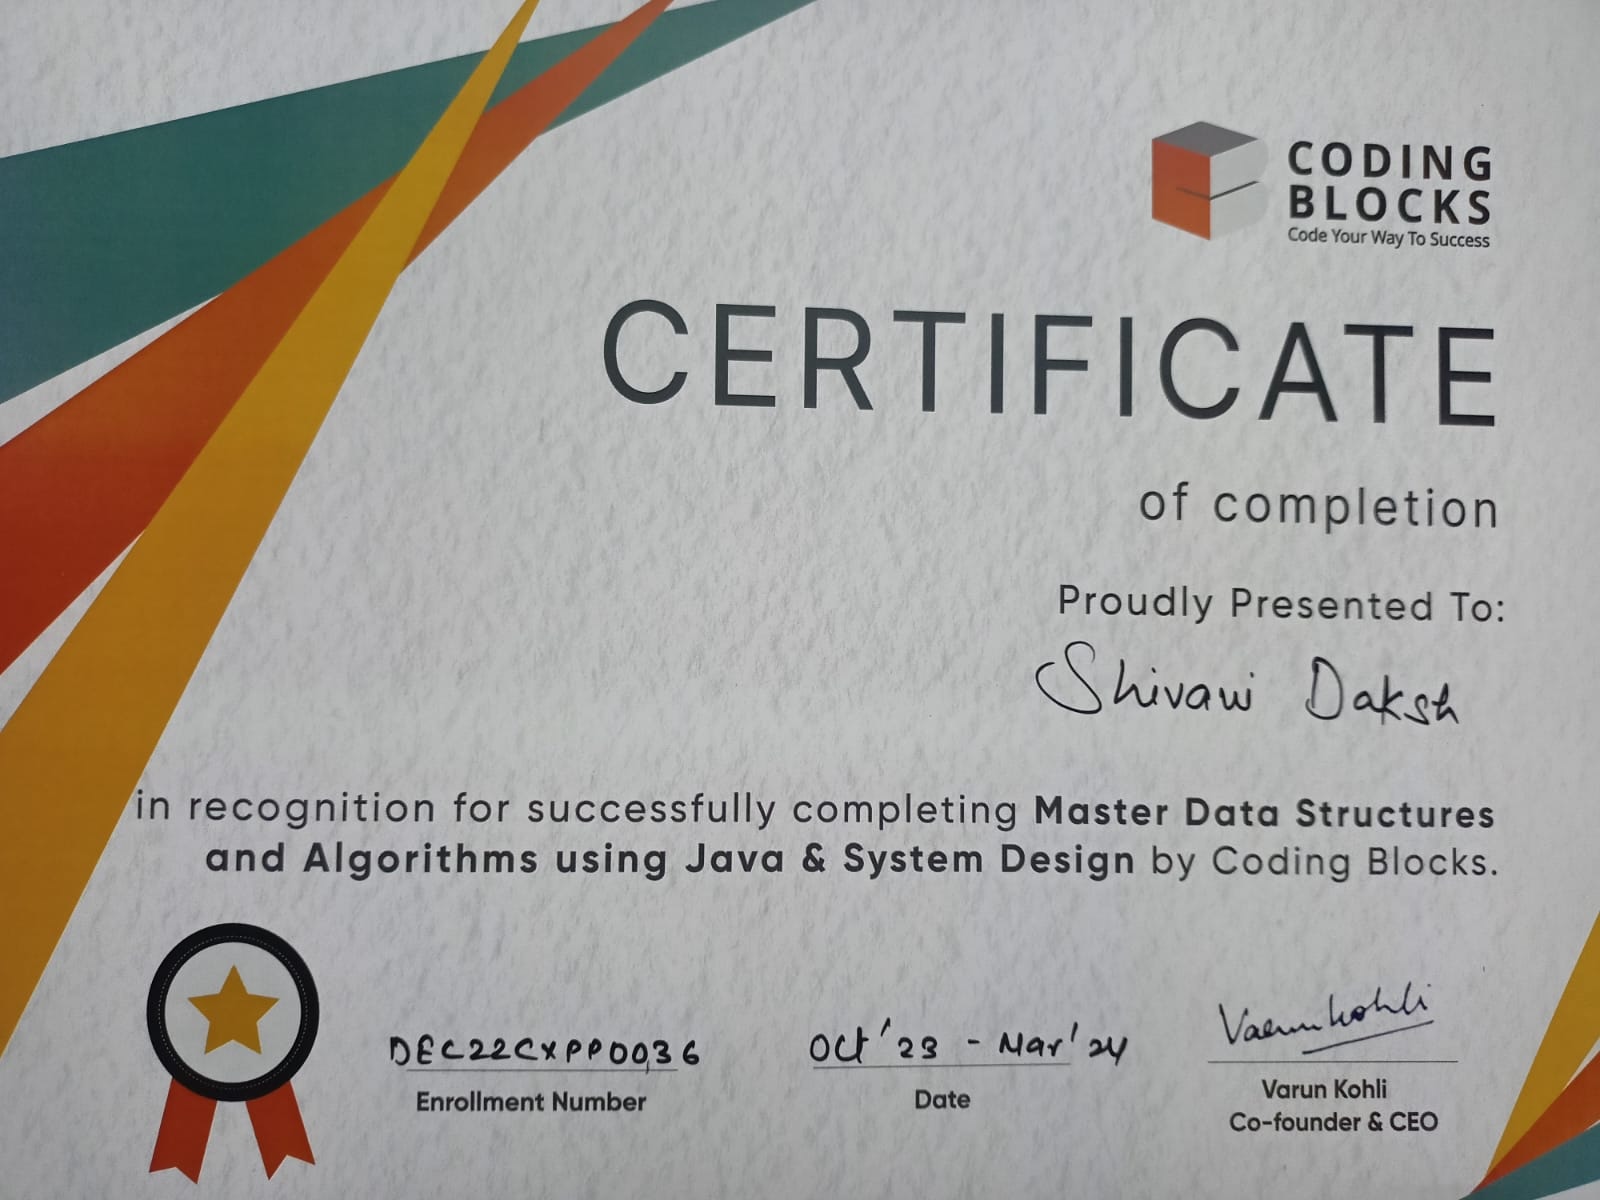 CODING
BLOCKS
Code Your Way To Success
CERTIFICATE
of completion
Proudly Presented To:
Shivani Daksh
in recognition for successfully completing Master Data Structures
and Algorithms using Java & System Design by Coding Blocks.
DEC22CXPP0036
Enrollment Number
Oct '23 - Mar' 24
Date
Varun Kohli
Varun Kohli
Co-founder & CEO